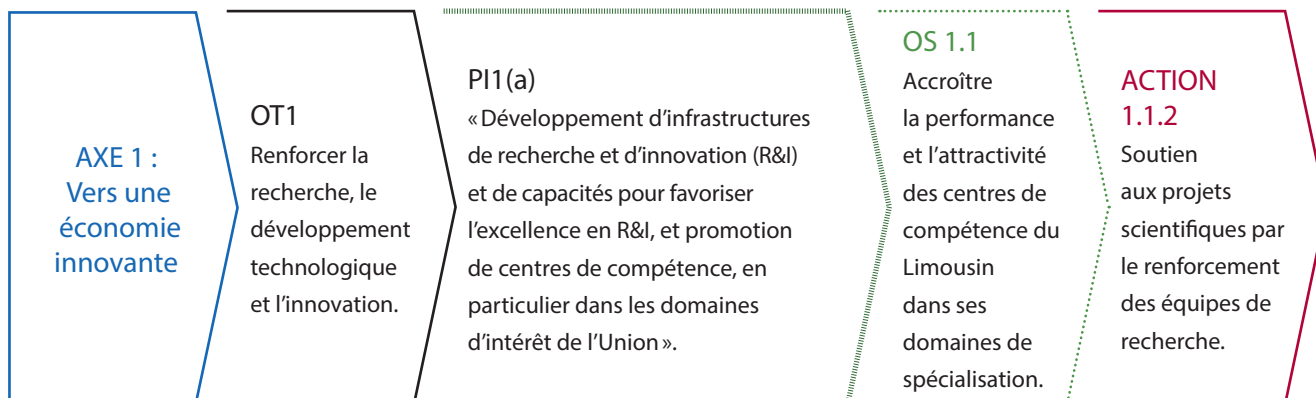 AXE 1 :
Vers une
économie
innovante
OT1
Renforcer la
recherche, le
développement
technologique
et l’innovation.
PI1(a)
« Développement d’infrastructures
de recherche et d’innovation (R&I)
et de capacités pour favoriser
l’excellence en R&I, et promotion
de centres de compétence, en
particulier dans les domaines
d’intérêt de l’Union ».
OS 1.1
Accroître
la performance
et l’attractivité
des centres de
compétence du
Limousin
dans ses
domaines de
spécialisation.
ACTION
1.1.2
Soutien
aux projets
scientifiques par
le renforcement
des équipes de
recherche.